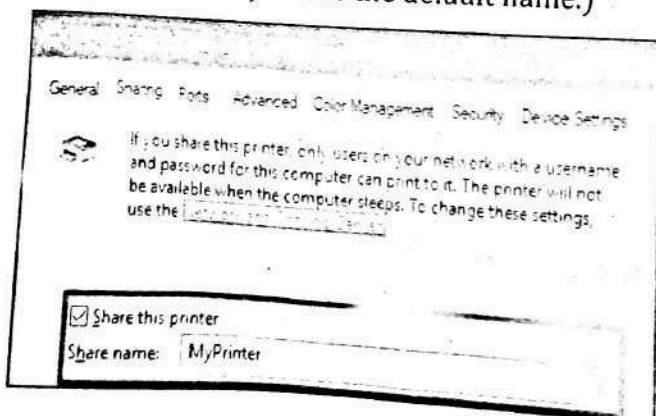 the default name.)
General Sharing Ports Advanced Color Management Security Device Settings
If you share this printer, only users on your network with a username
and password for this computer can print to it. The printer will not
be available when the computer sleeps. To change these settings,
use the
Share this printer
Share name: MyPrinter